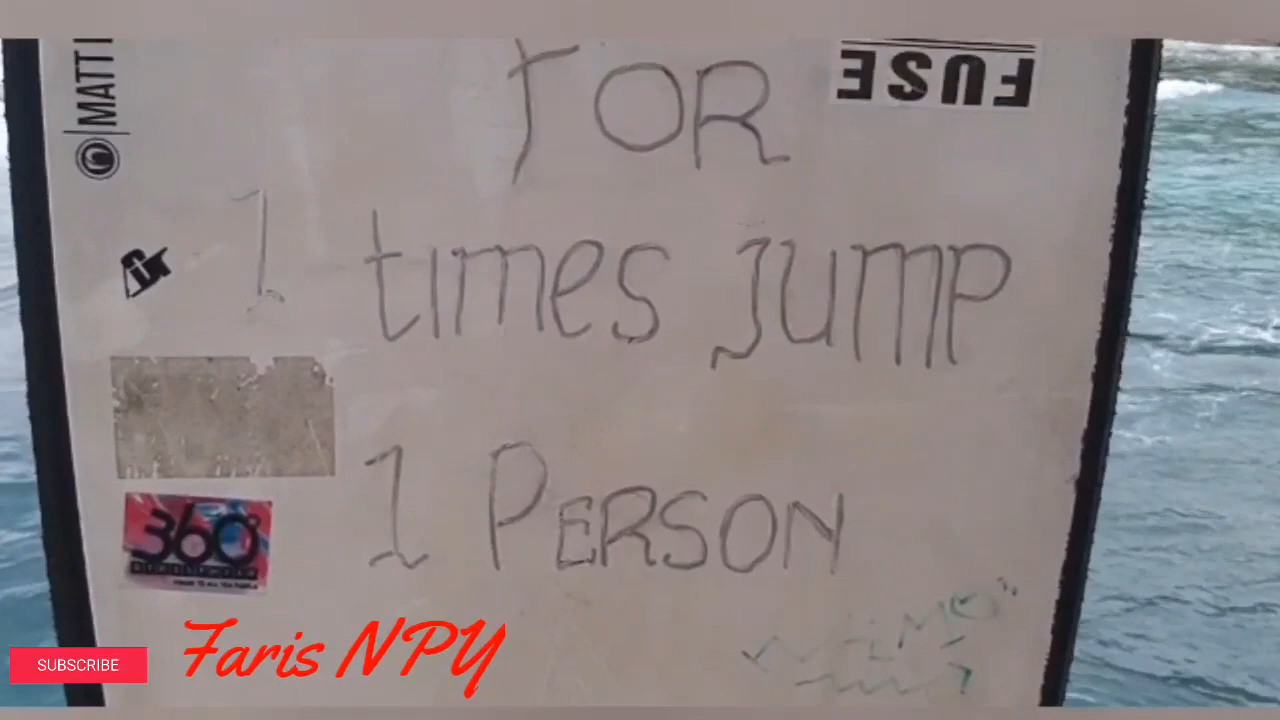 MATT
FUSE
FOR
1 times jump
360°
1 PERSON
Faris NPY
SUBSCRIBE